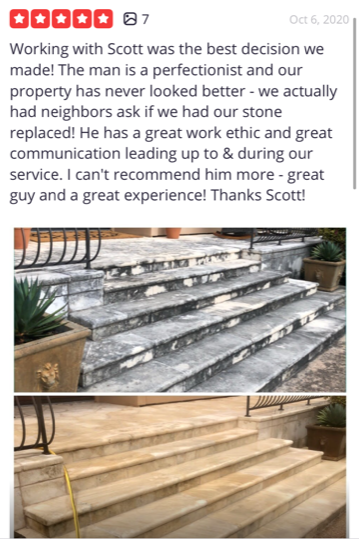 7
Oct 6, 2020
Working with Scott was the best decision we
made! The man is a perfectionist and our
property has never looked better - we actually
had neighbors ask if we had our stone
replaced! He has a great work ethic and great
communication leading up to & during our
service. I can't recommend him more - great
guy and a great experience! Thanks Scott!